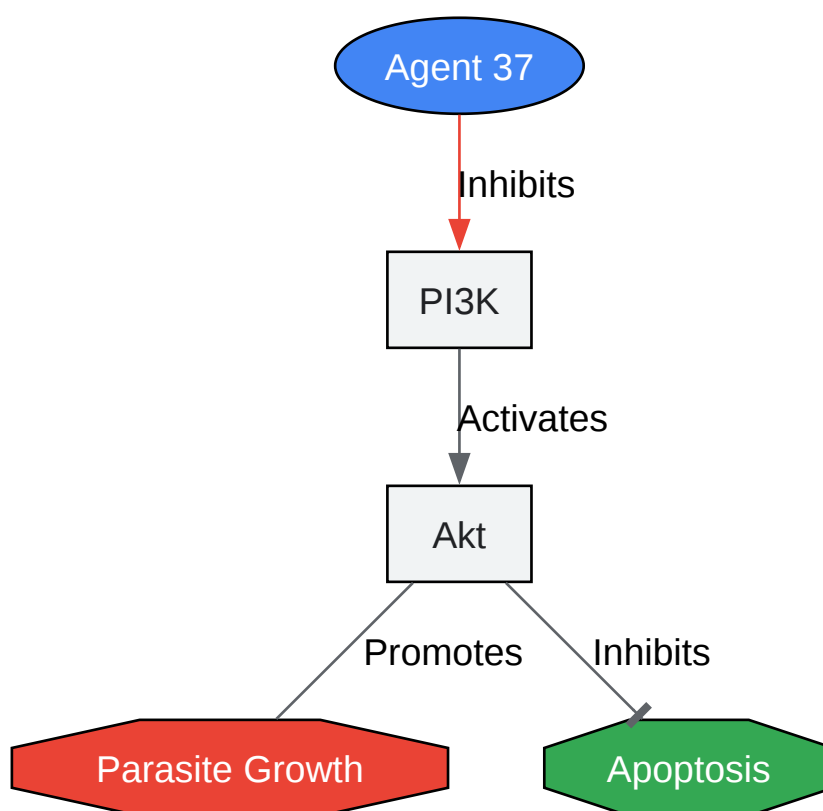 Agent 37
Inhibits
PI3K
Activates
Akt
Promotes
Inhibits
Parasite Growth
Apoptosis